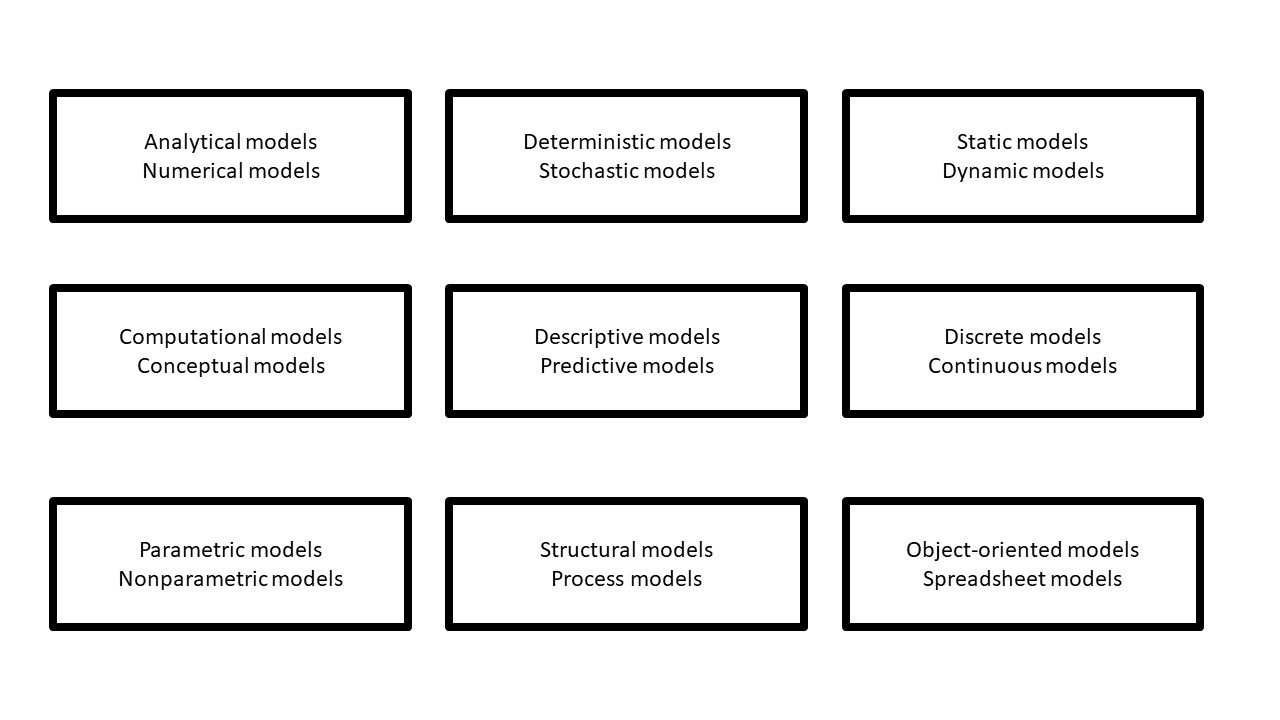 Analytical models
Numerical models
Deterministic models
Stochastic models
Static models
Dynamic models
Computational models
Conceptual models
Descriptive models
Predictive models
Discrete models
Continuous models
Parametric models
Nonparametric models
Structural models
Process models
Object-oriented models
Spreadsheet models